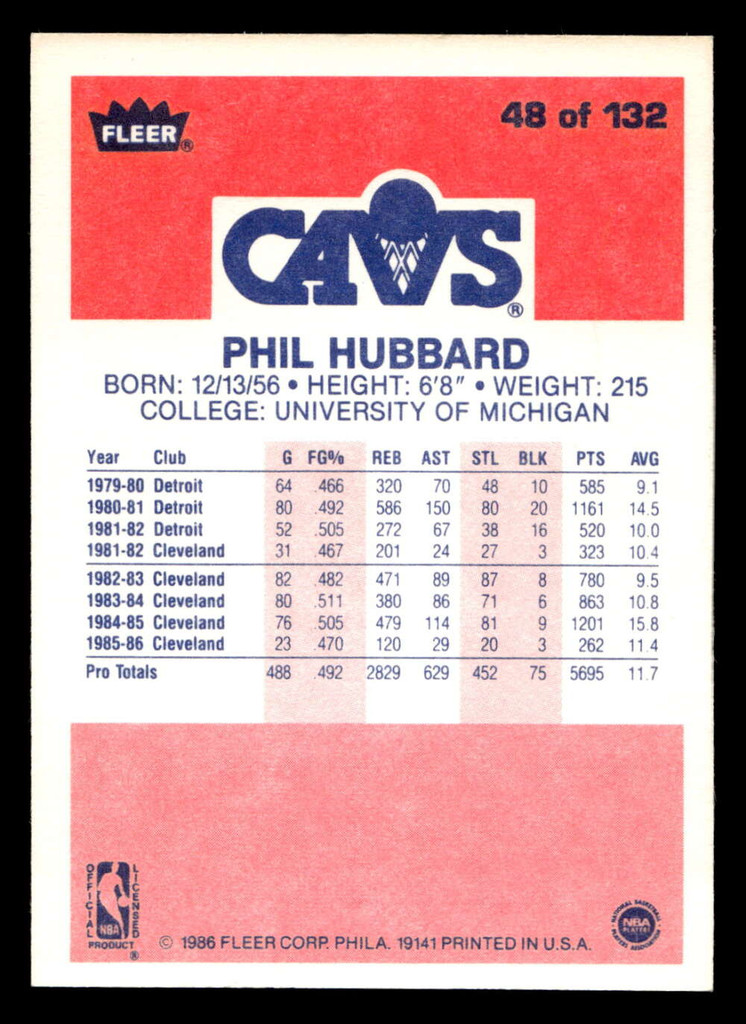 FLEER®
48 of 132
CAVS®
PHIL HUBBARD
BORN: 12/13/56 • HEIGHT: 6'8" • WEIGHT: 215
COLLEGE: UNIVERSITY OF MICHIGAN
Year Club G FG% REB AST STL BLK PTS AVG
1979-80 Detroit 64 .466 320 70 48 10 585 9.1
1980-81 Detroit 80 .492 586 150 80 20 1161 14.5
1981-82 Detroit 52 .505 272 67 38 16 520 10.0
1981-82 Cleveland 31 .467 201 24 27 3 323 10.4
1982-83 Cleveland 82 .482 471 89 87 8 780 9.5
1983-84 Cleveland 80 .511 380 86 71 6 863 10.8
1984-85 Cleveland 76 .505 479 114 81 9 1201 15.8
1985-86 Cleveland 23 .470 120 29 20 3 262 11.4
Pro Totals 488 .492 2829 629 452 75 5695 11.7
OFFICIAL LICENSED
NBA
PRODUCT ®
© 1986 FLEER CORP. PHILA. 19141 PRINTED IN U.S.A.
NATIONAL BASKETBALL
NBA
PLAYERS
PLAYERS ASSOCIATION